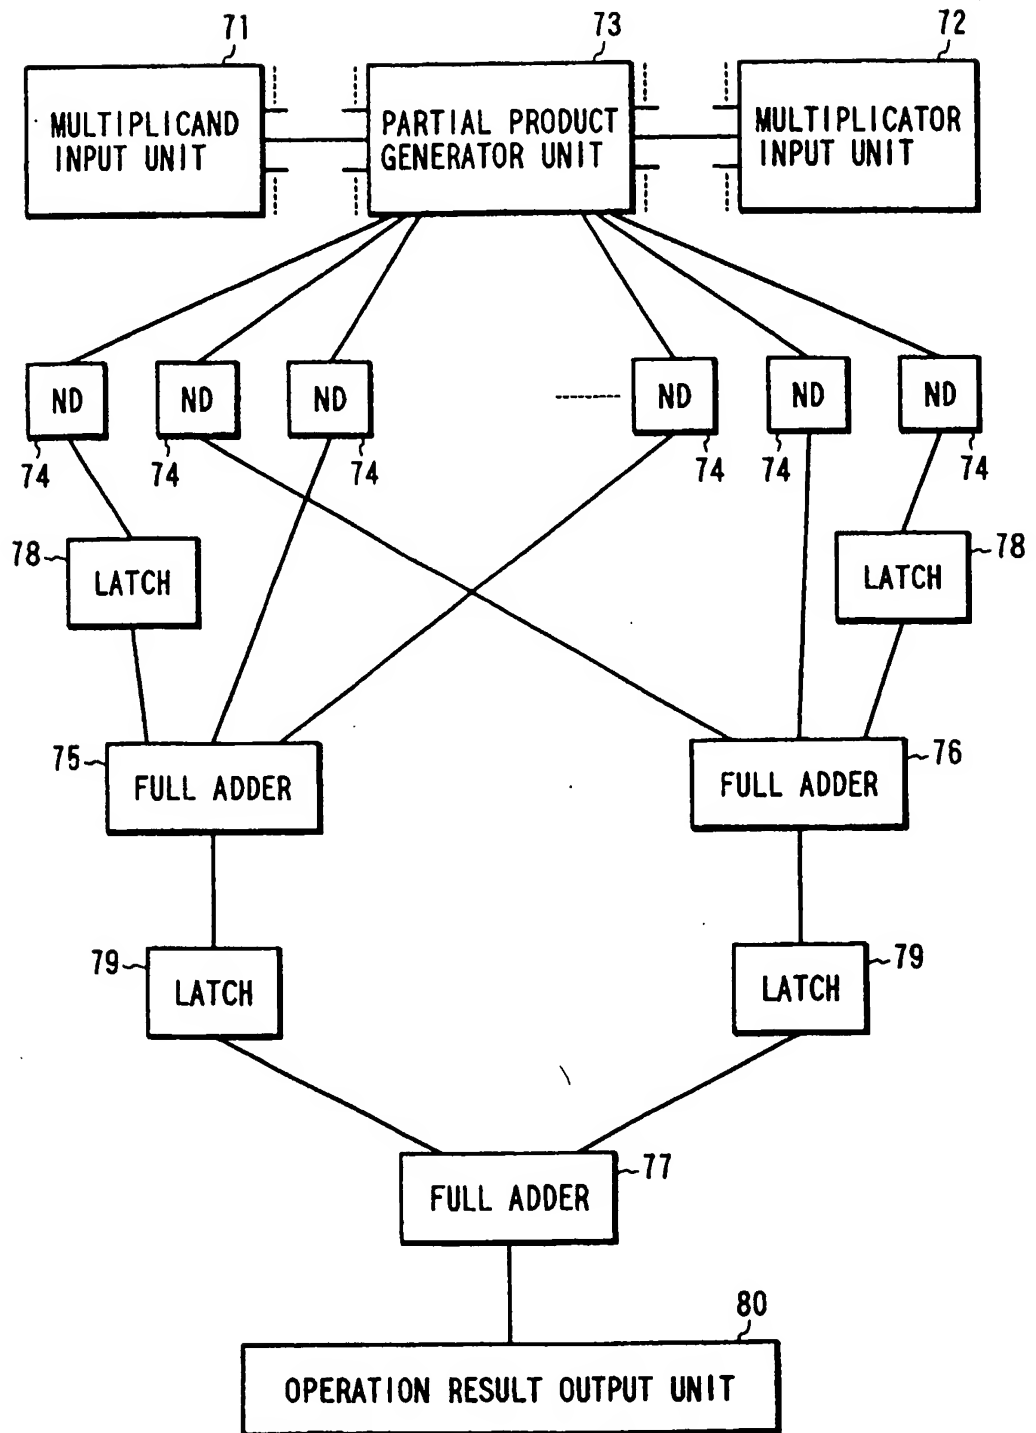 71
73
72
MULTIPLICAND
INPUT UNIT
PARTIAL PRODUCT
GENERATOR UNIT
MULTIPLICATOR
INPUT UNIT
ND
ND
ND
ND
ND
ND
74
74
74
74
74
74
78
LATCH
78
LATCH
75
FULL ADDER
76
FULL ADDER
79
LATCH
79
LATCH
77
FULL ADDER
80
OPERATION RESULT OUTPUT UNIT